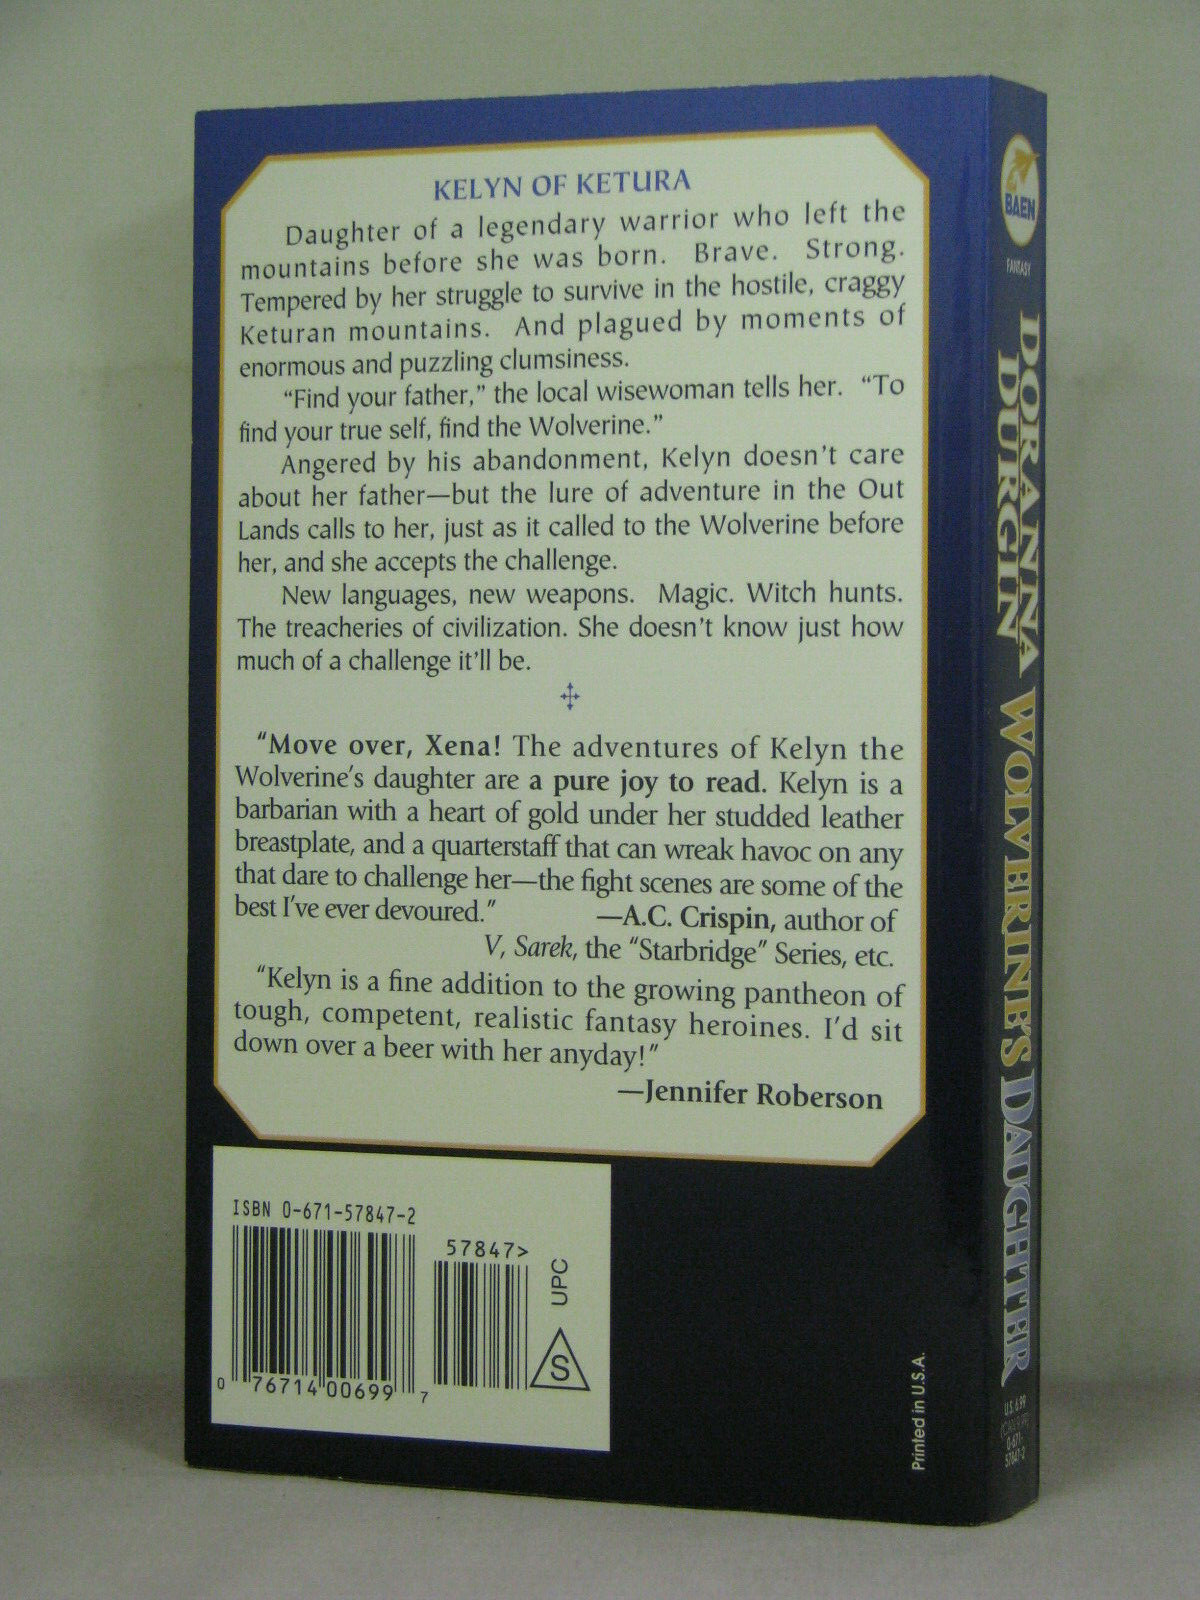 KELYN OF KETURA
Daughter of a legendary warrior who left the
mountains before she was born. Brave. Strong.
Tempered by her struggle to survive in the hostile, craggy
Keturan mountains. And plagued by moments of
enormous and puzzling clumsiness.
“Find your father,” the local wisewoman tells her. “To
find your true self, find the Wolverine.”
Angered by his abandonment, Kelyn doesn’t care
about her father—but the lure of adventure in the Out
Lands calls to her, just as it called to the Wolverine before
her, and she accepts the challenge.
New languages, new weapons. Magic. Witch hunts.
The treacheries of civilization. She doesn’t know just how
much of a challenge it’ll be.
“Move over, Xena! The adventures of Kelyn the
Wolverine’s daughter are a pure joy to read. Kelyn is a
barbarian with a heart of gold under her studded leather
breastplate, and a quarterstaff that can wreak havoc on any
that dare to challenge her—the fight scenes are some of the
best I’ve ever devoured.” —A.C. Crispin, author of
V, Sarek, the “Starbridge” Series, etc.
“Kelyn is a fine addition to the growing pantheon of
tough, competent, realistic fantasy heroines. I’d sit
down over a beer with her anyday!”
—Jennifer Roberson
ISBN 0-671-57847-2
57847>
0 76714 00699 7
UPC
S
Printed in U.S.A.
BAEN
FANTASY
DORANNA
DURGIN
WOLVERINE'S DAUGHTER
U.S. 6.99
0-671-
57847-2